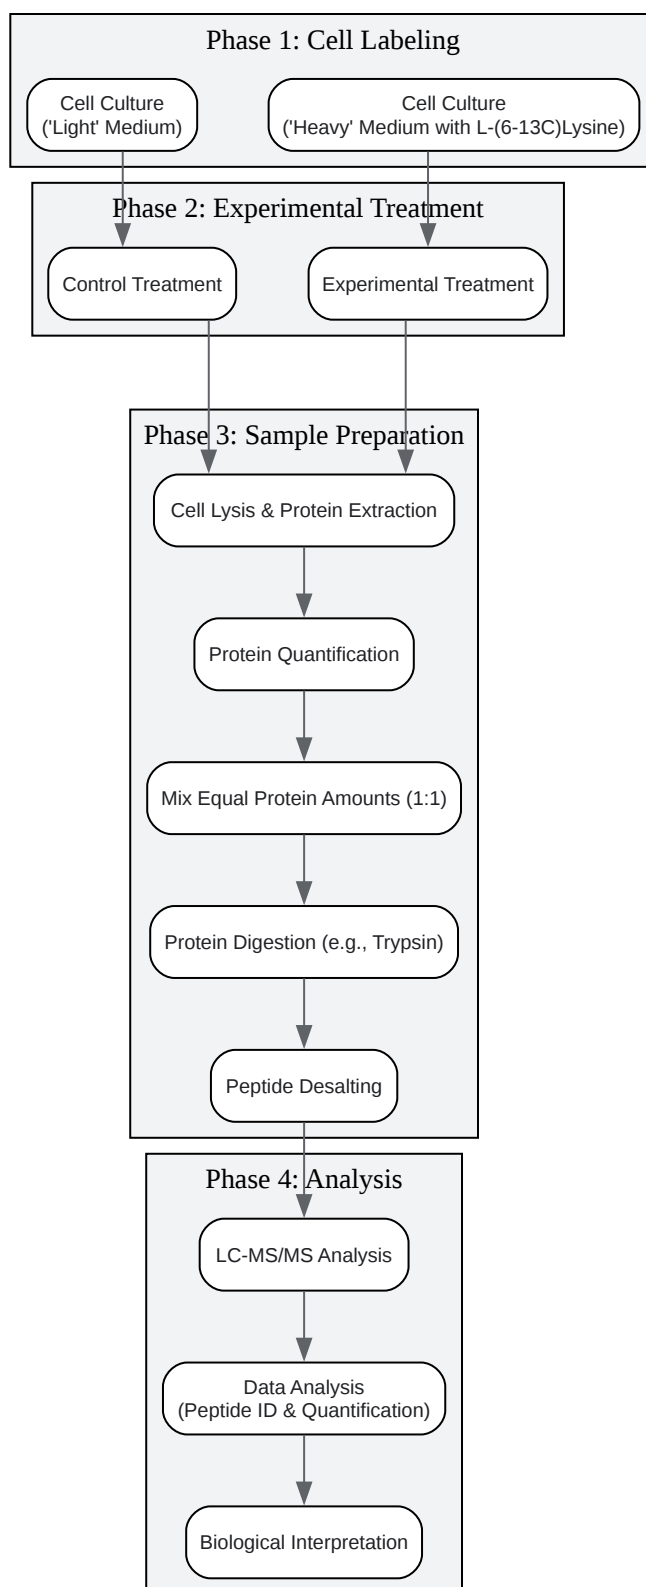 Phase 1: Cell Labeling
Cell Culture
('Light' Medium)
Cell Culture
('Heavy' Medium with L-(6-13C)Lysine)
Phase 2: Experimental Treatment
Control Treatment
Experimental Treatment
Phase 3: Sample Preparation
Cell Lysis & Protein Extraction
Protein Quantification
Mix Equal Protein Amounts (1:1)
Protein Digestion (e.g., Trypsin)
Peptide Desalting
Phase 4: Analysis
LC-MS/MS Analysis
Data Analysis
(Peptide ID & Quantification)
Biological Interpretation